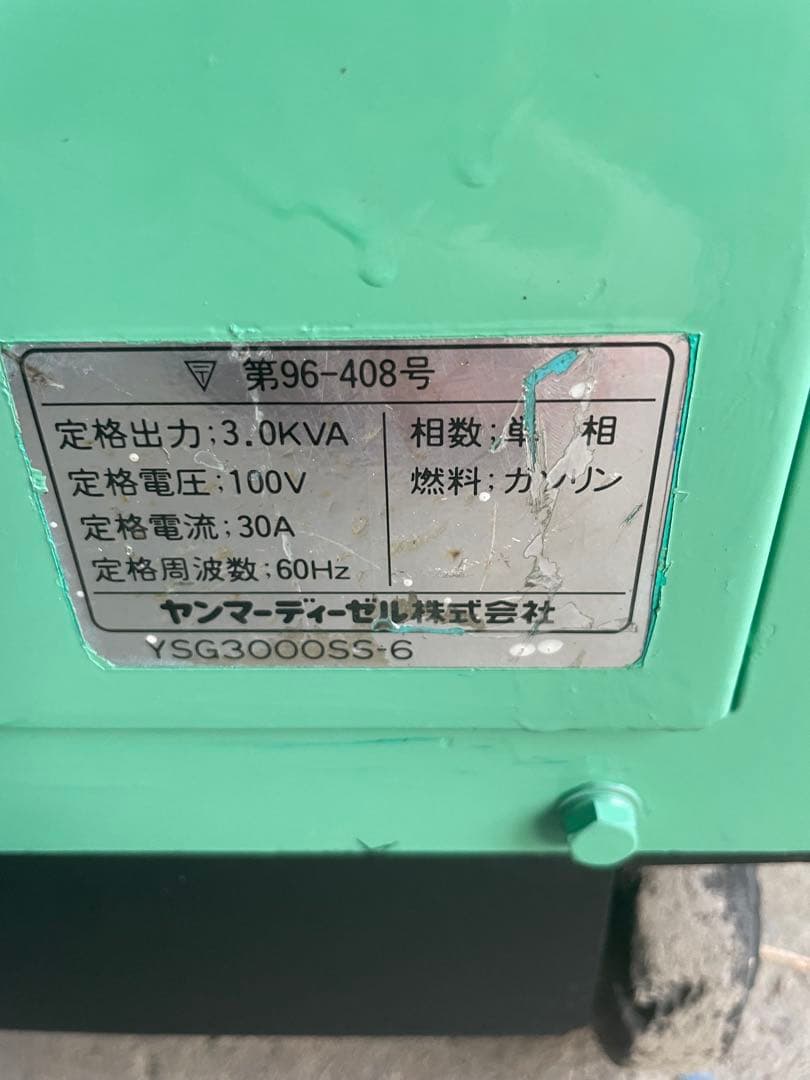 〒 第96-408号
定格出力;3.0KVA
定格電圧;100V
定格電流;30A
定格周波数;60Hz
相数;単 相
燃料;ガソリン
ヤンマーディーゼル株式会社
YSG3000SS-6